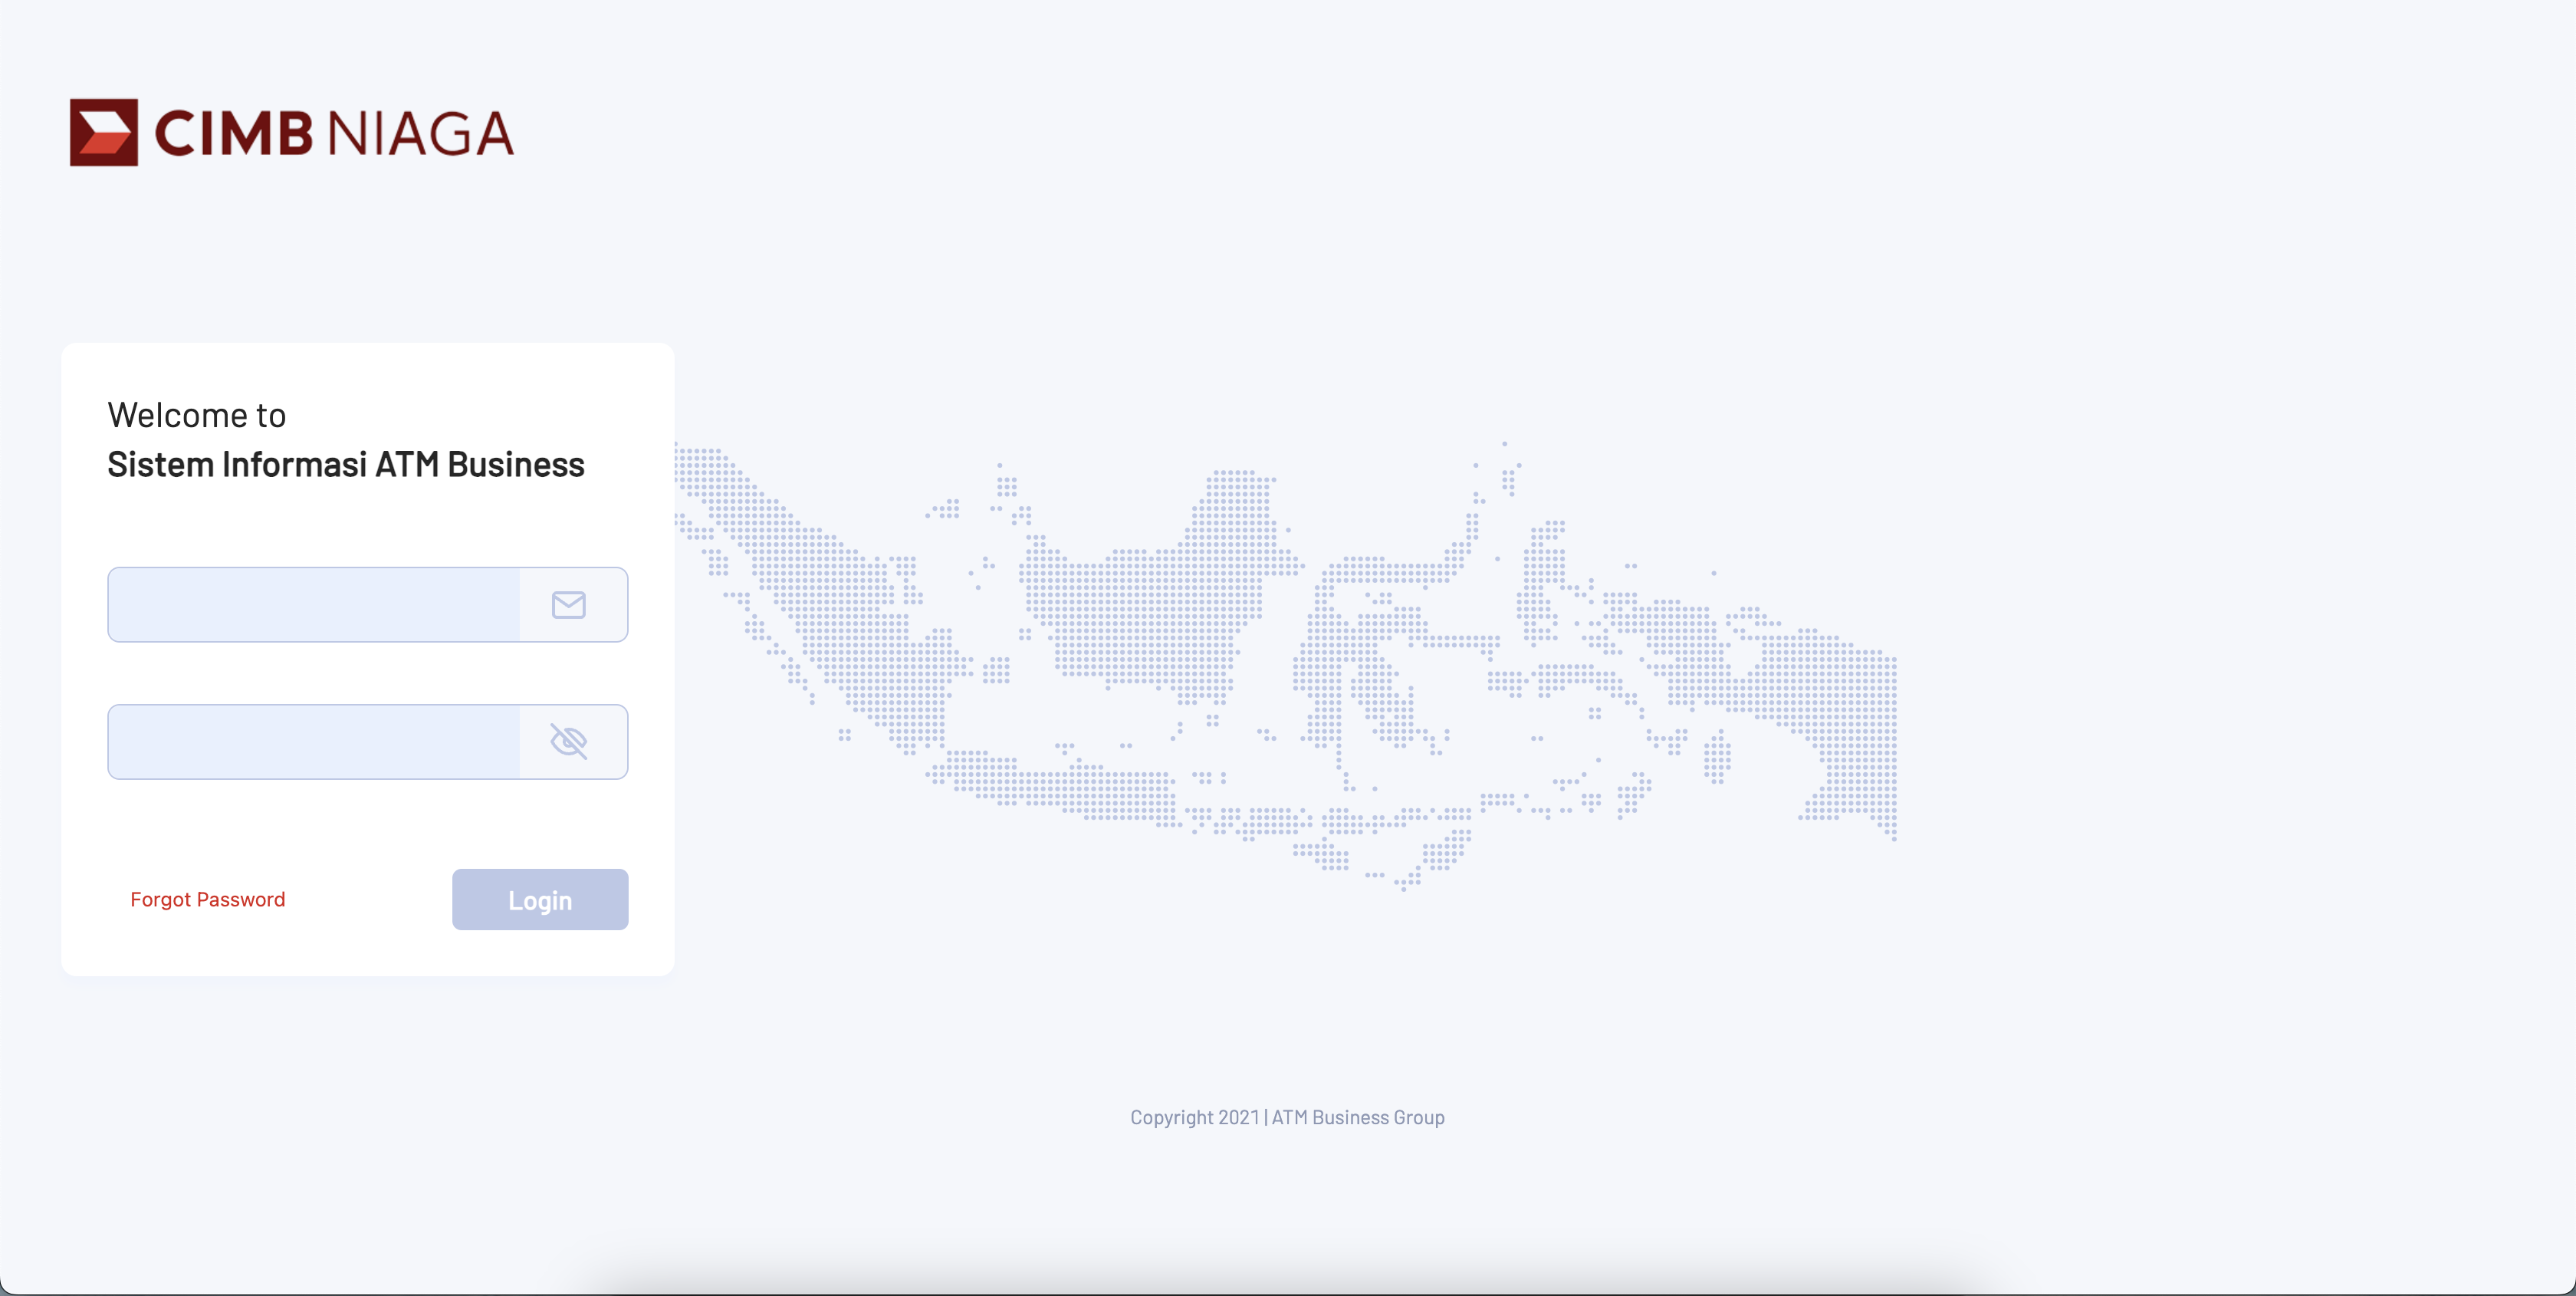 CIMB NIAGA
Welcome to
Sistem Informasi ATM Business
Forgot Password
Login
Copyright 2021 | ATM Business Group